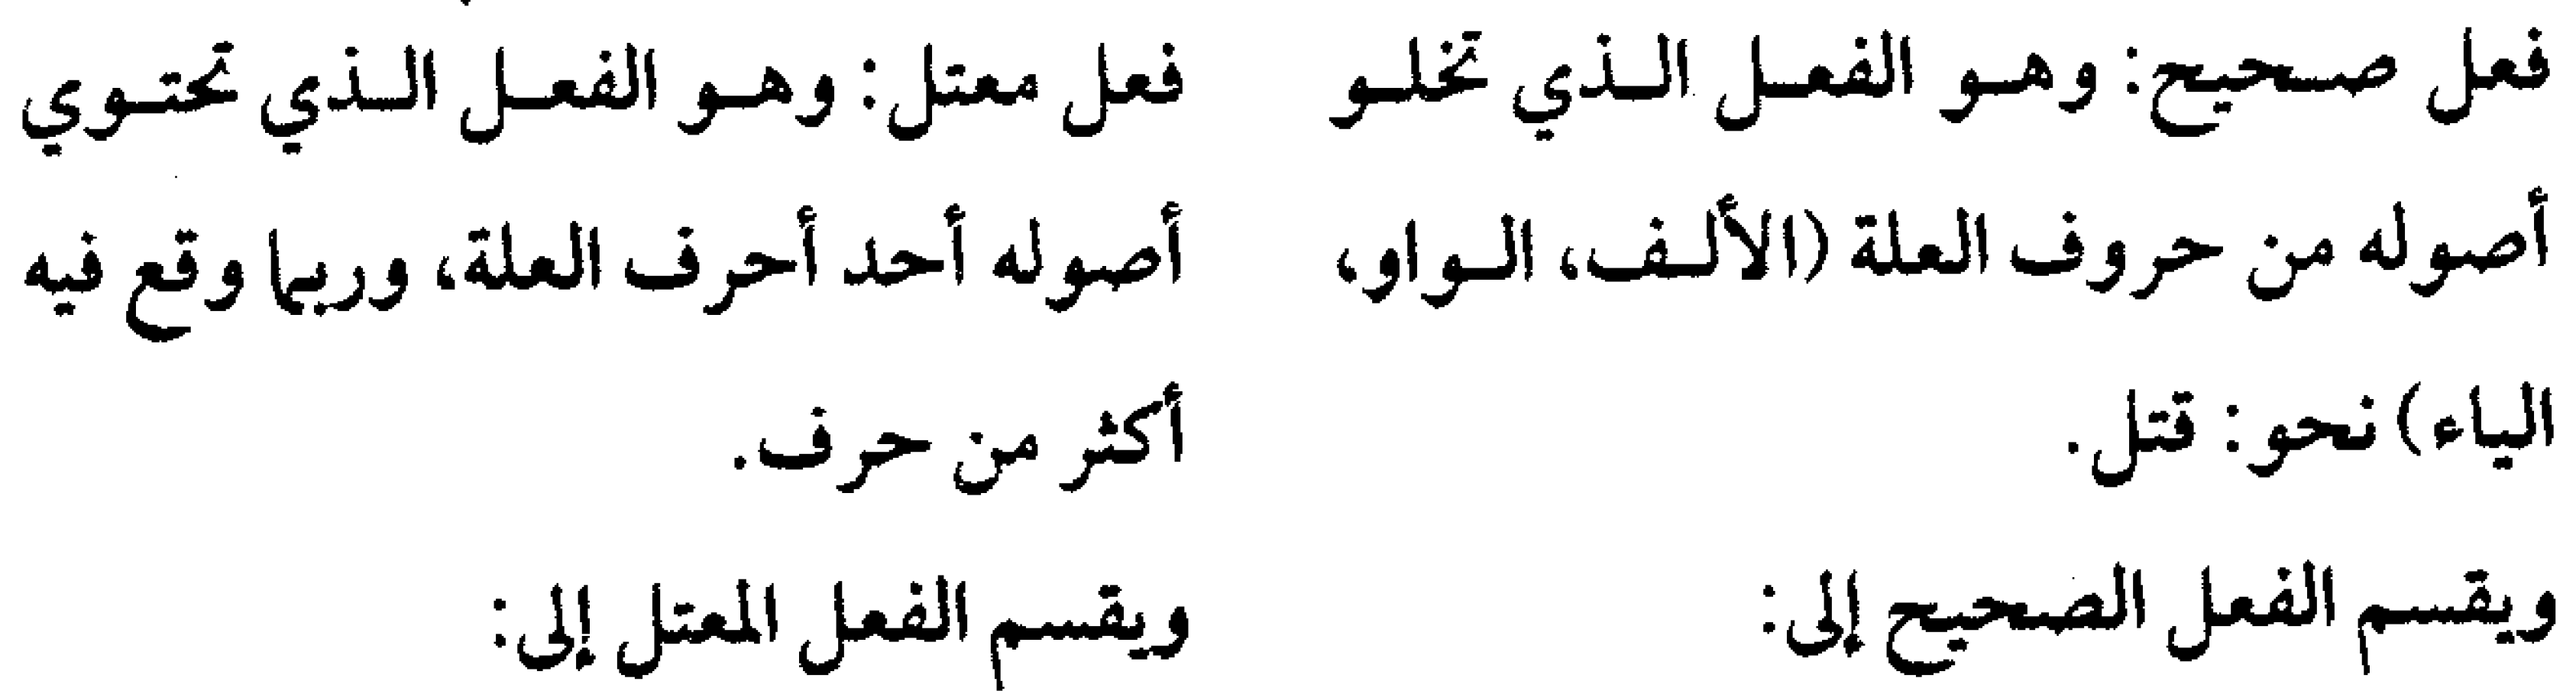 فعل صحيح: وهو الفعل الذي تخلو
أصوله من حروف العلة (الألف، الواو،
الياء) نحو: قتل.
ويقسم الفعل الصحيح إلى:
فعل معتل: وهو الفعل الذي تحتوي
أصوله أحد أحرف العلة، وربما وقع فيه
أكثر من حرف.
ويقسم الفعل المعتل إلى: